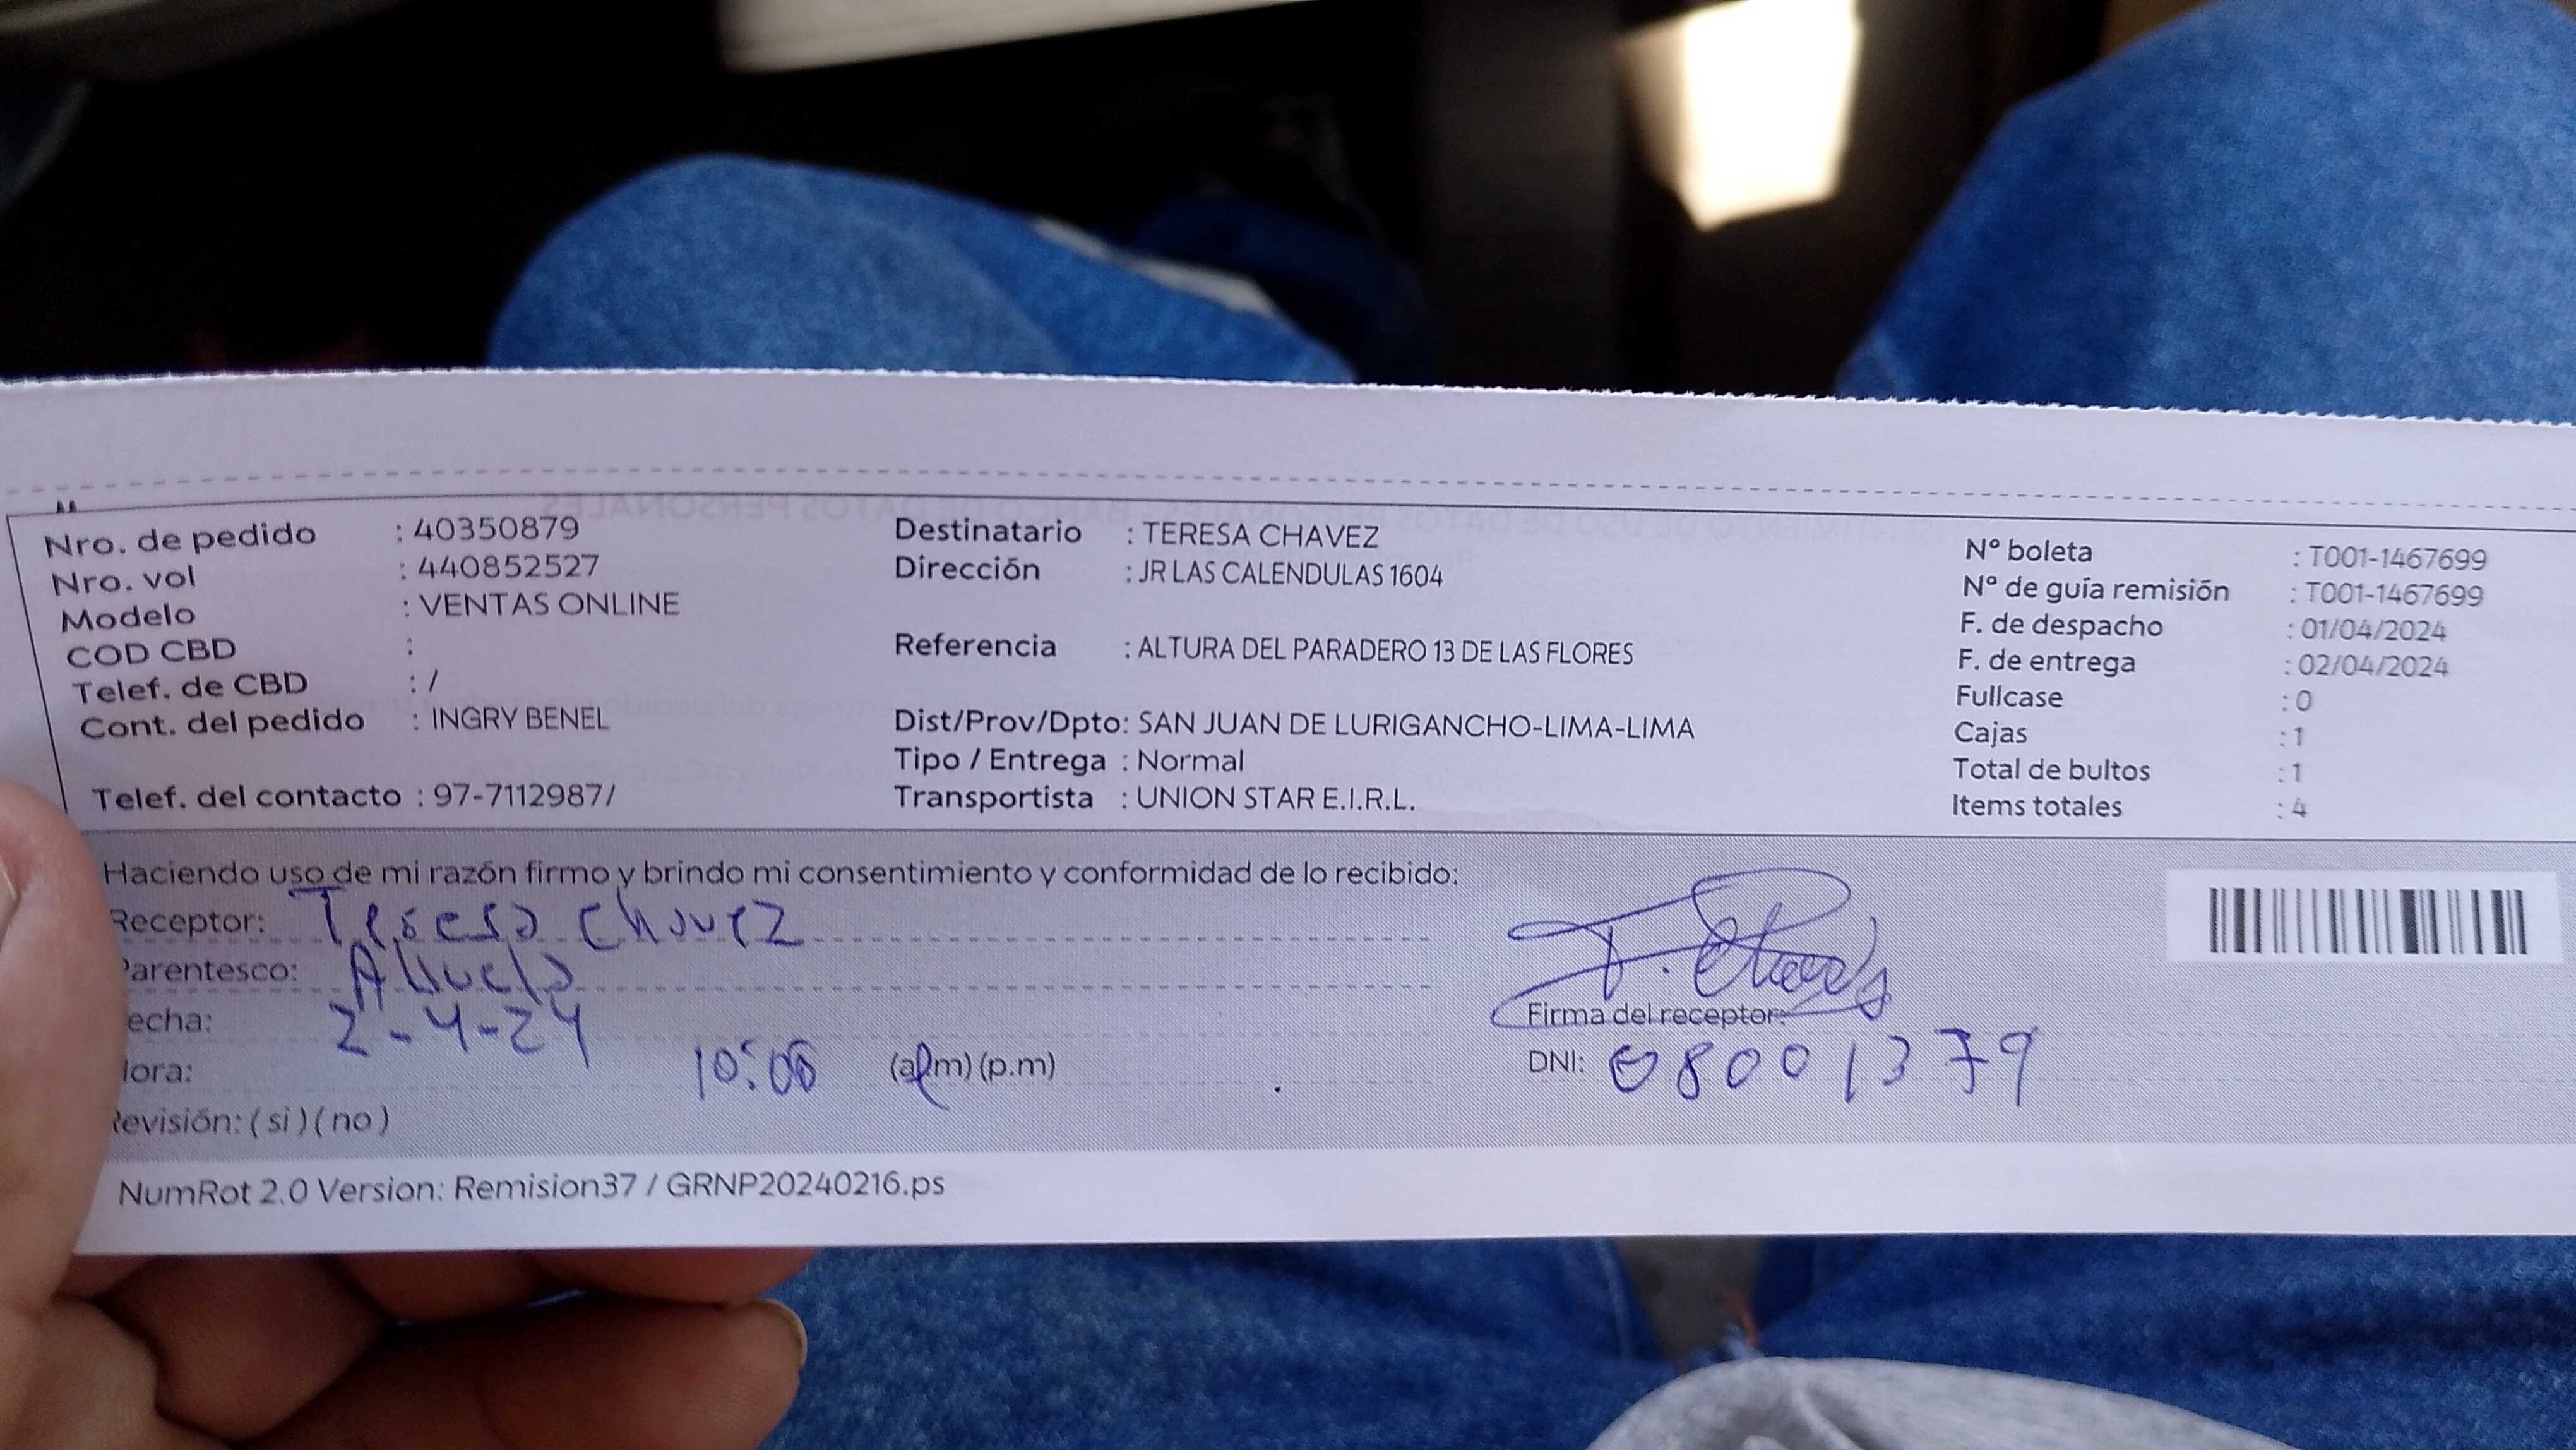 Nro. de pedido : 40350879
Nro. vol : 440852527
Modelo : VENTAS ONLINE
COD CBD :
Telef. de CBD : /
Cont. del pedido : INGRY BENEL
Telef. del contacto : 97-7112987/
Destinatario : TERESA CHAVEZ
Dirección : JR LAS CALENDULAS 1604
Referencia : ALTURA DEL PARADERO 13 DE LAS FLORES
Dist/Prov/Dpto: SAN JUAN DE LURIGANCHO-LIMA-LIMA
Tipo / Entrega : Normal
Transportista : UNION STAR E.I.R.L.
Nº boleta : T001-1467699
Nº de guía remisión : T001-1467699
F. de despacho : 01/04/2024
F. de entrega : 02/04/2024
Fullcase : 0
Cajas : 1
Total de bultos : 1
Items totales : 4
Haciendo uso de mi razón firmo y brindo mi consentimiento y conformidad de lo recibido:
Receptor: Teresa Chavez
Parentesco: Abuela
echa: 2-4-24
ora: 10:00 (a.m) (p.m)
Revisión: ( si ) ( no )
Firma del receptor:
DNI: 08001379
NumRot 2.0 Version: Remision37 / GRNP20240216.ps